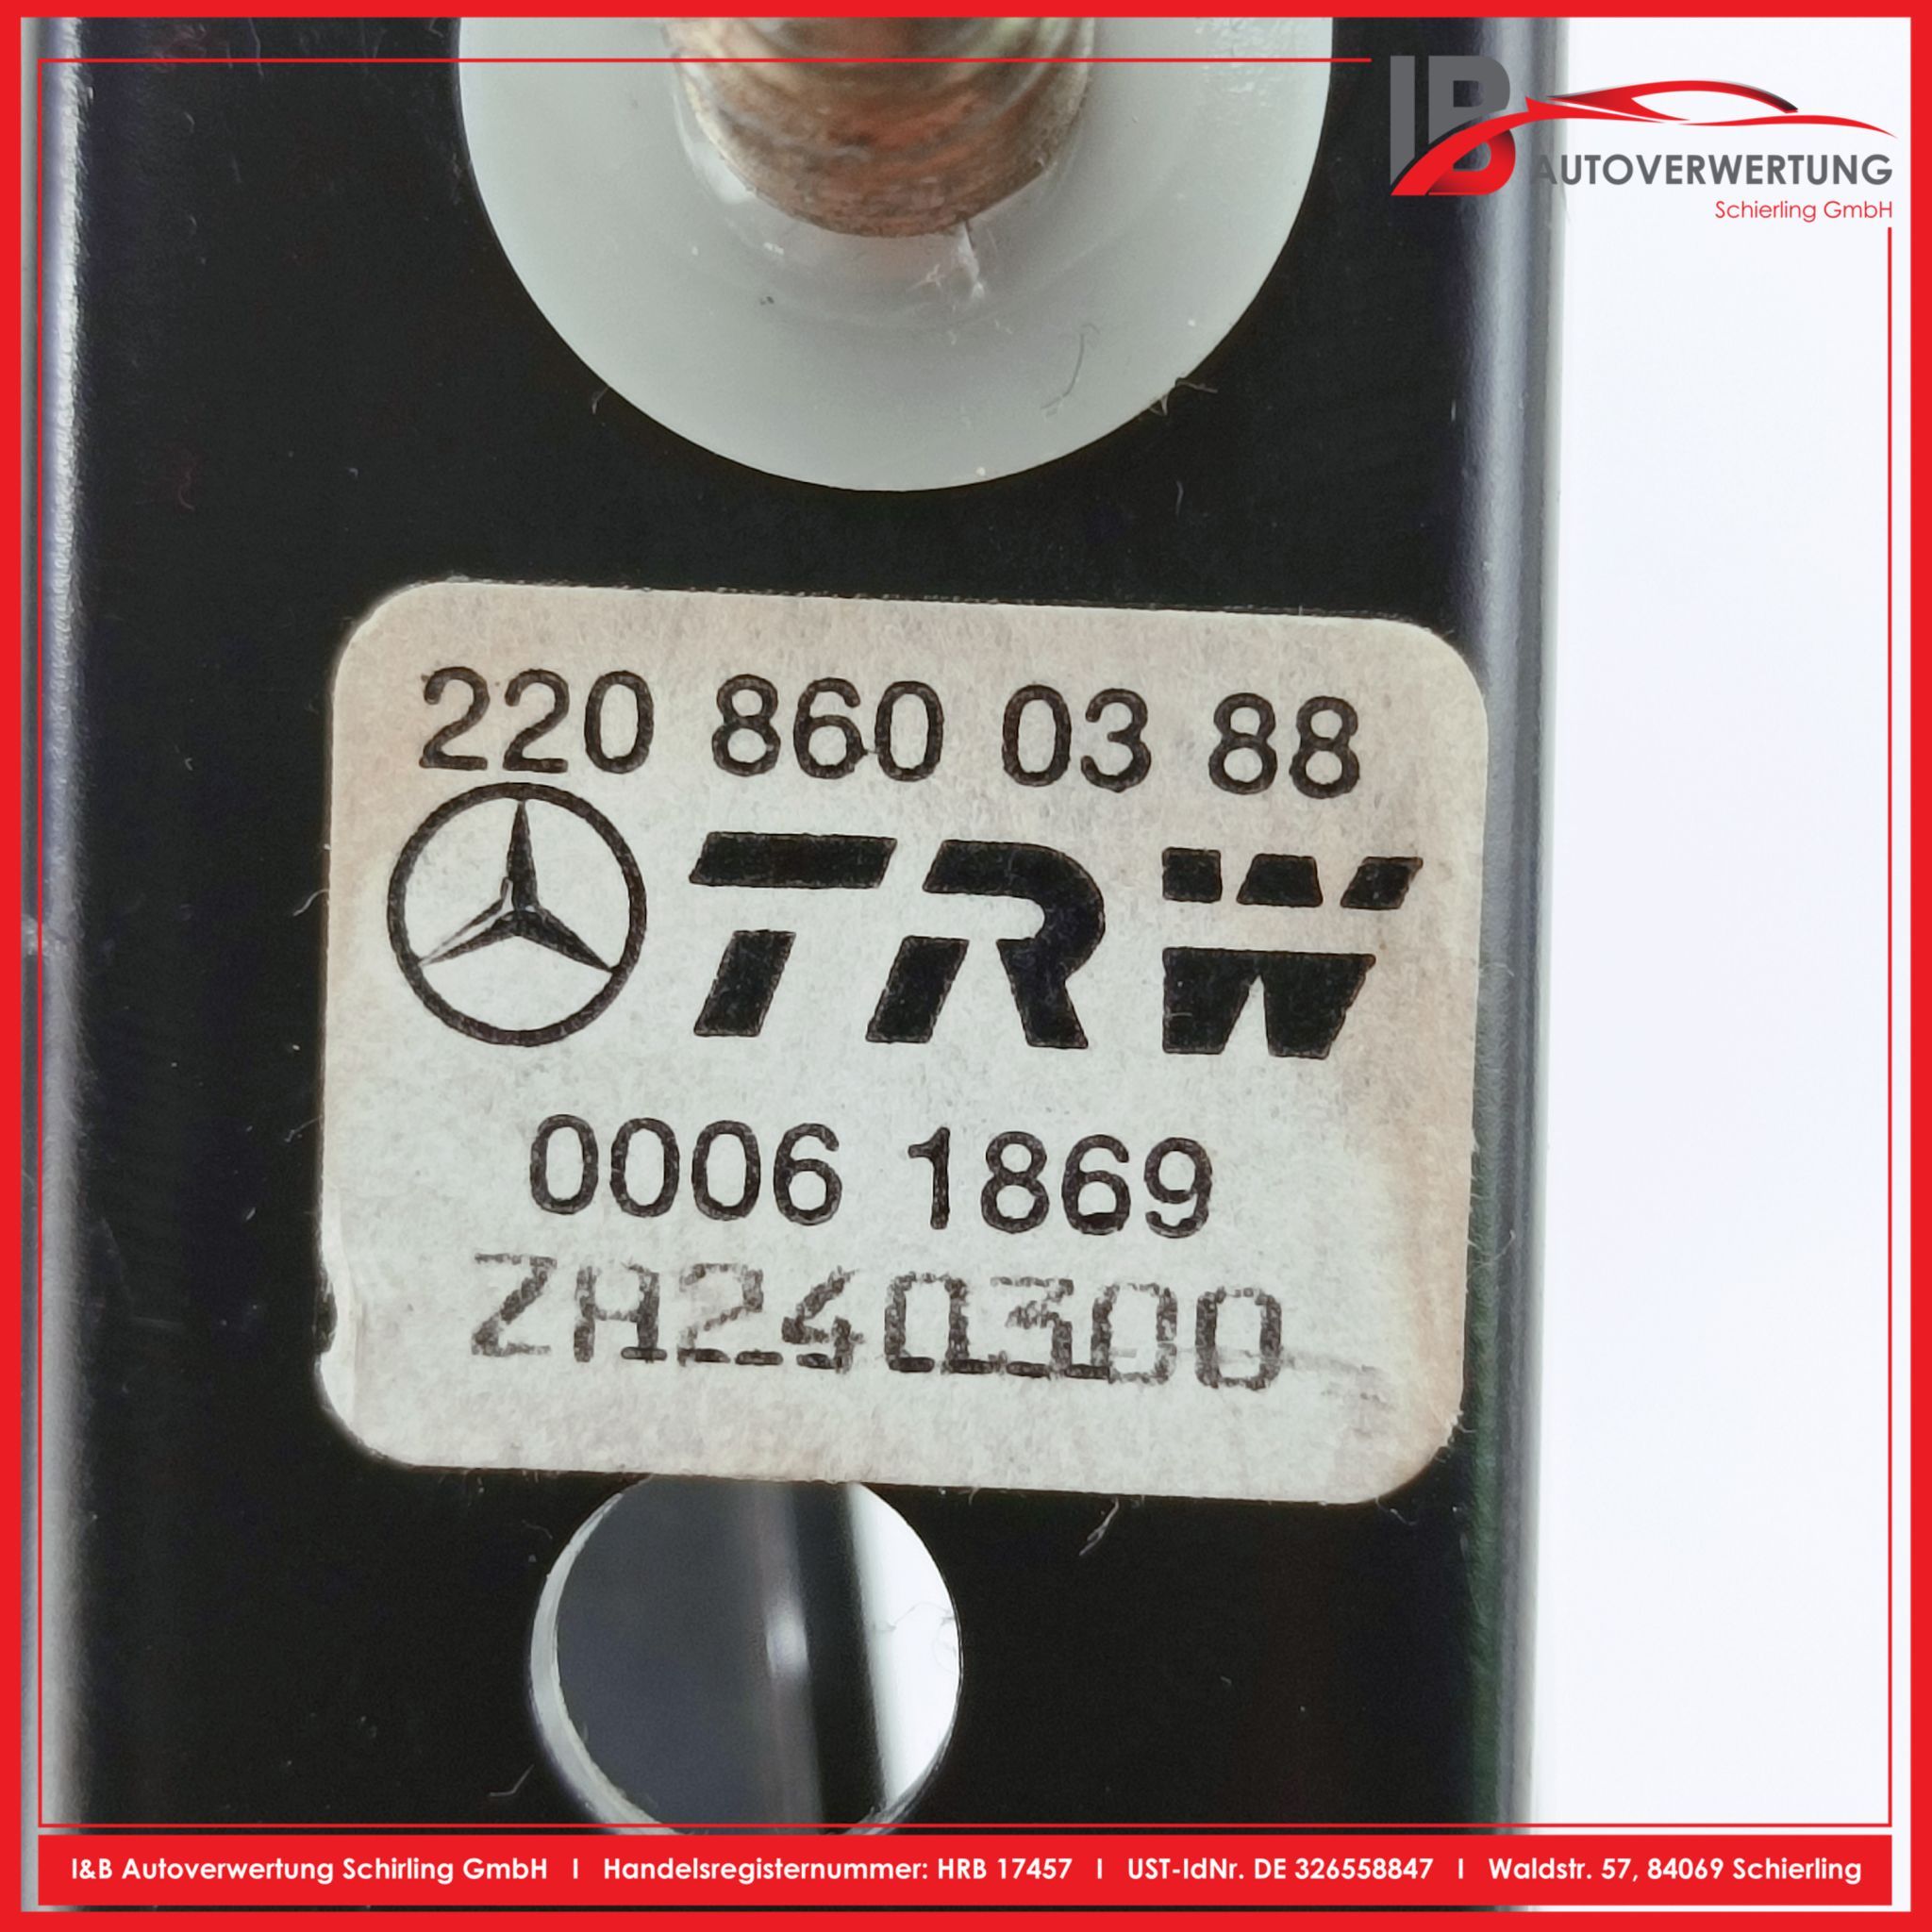 IB
AUTOVERWERTUNG
Schierling GmbH
220 860 03 88
TRW
0006 1869
ZA240300
I&B Autoverwertung Schirling GmbH I Handelsregisternummer: HRB 17457 I UST-IdNr. DE 326558847 I Waldstr. 57, 84069 Schierling